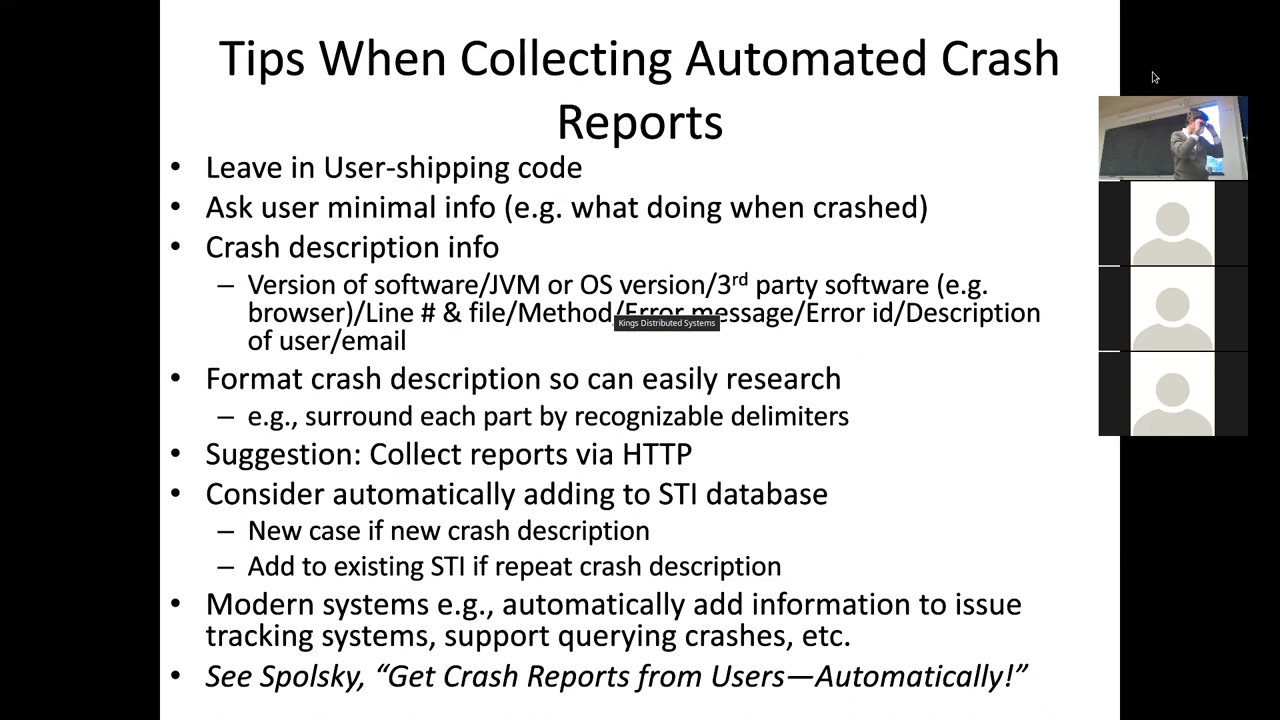 Tips When Collecting Automated Crash
Reports
• Leave in User-shipping code
• Ask user minimal info (e.g. what doing when crashed)
• Crash description info
– Version of software/JVM or OS version/3rd party software (e.g.
browser)/Line # & file/Method/Error message/Error id/Description
of user/email
Kings Distributed Systems
• Format crash description so can easily research
– e.g., surround each part by recognizable delimiters
• Suggestion: Collect reports via HTTP
• Consider automatically adding to STI database
– New case if new crash description
– Add to existing STI if repeat crash description
• Modern systems e.g., automatically add information to issue
tracking systems, support querying crashes, etc.
• See Spolsky, “Get Crash Reports from Users—Automatically!”